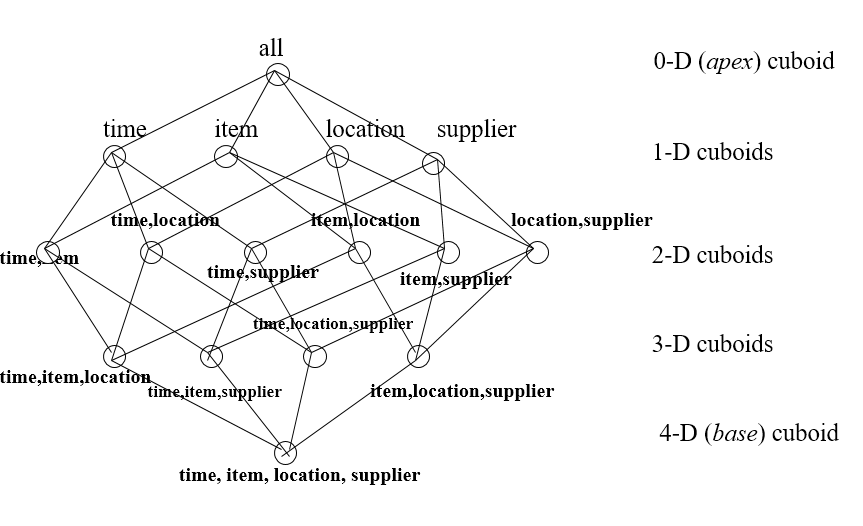 all
0-D (apex) cuboid
time
item
location
supplier
1-D cuboids
time,location
item,location
location,supplier
time,item
time,supplier
item,supplier
2-D cuboids
time,location,supplier
3-D cuboids
time,item,location
time,item,supplier
item,location,supplier
4-D (base) cuboid
time, item, location, supplier